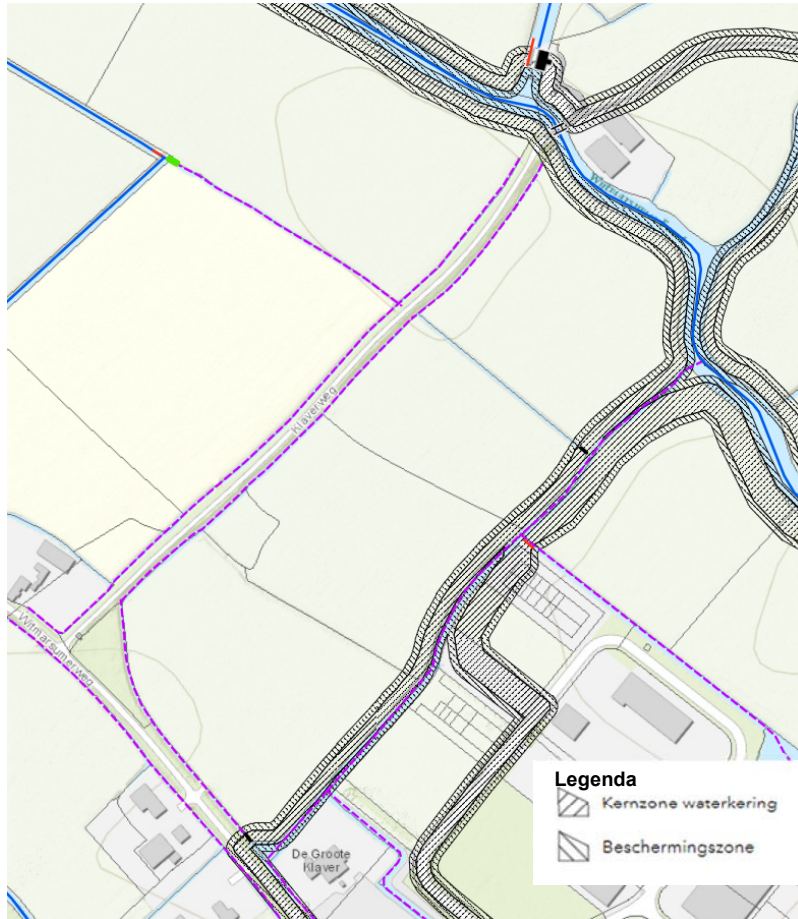 Klaverweg
Witmarsumerweg
De Groote
Klaver
Legenda
Kernzone waterkering
Beschermingszone